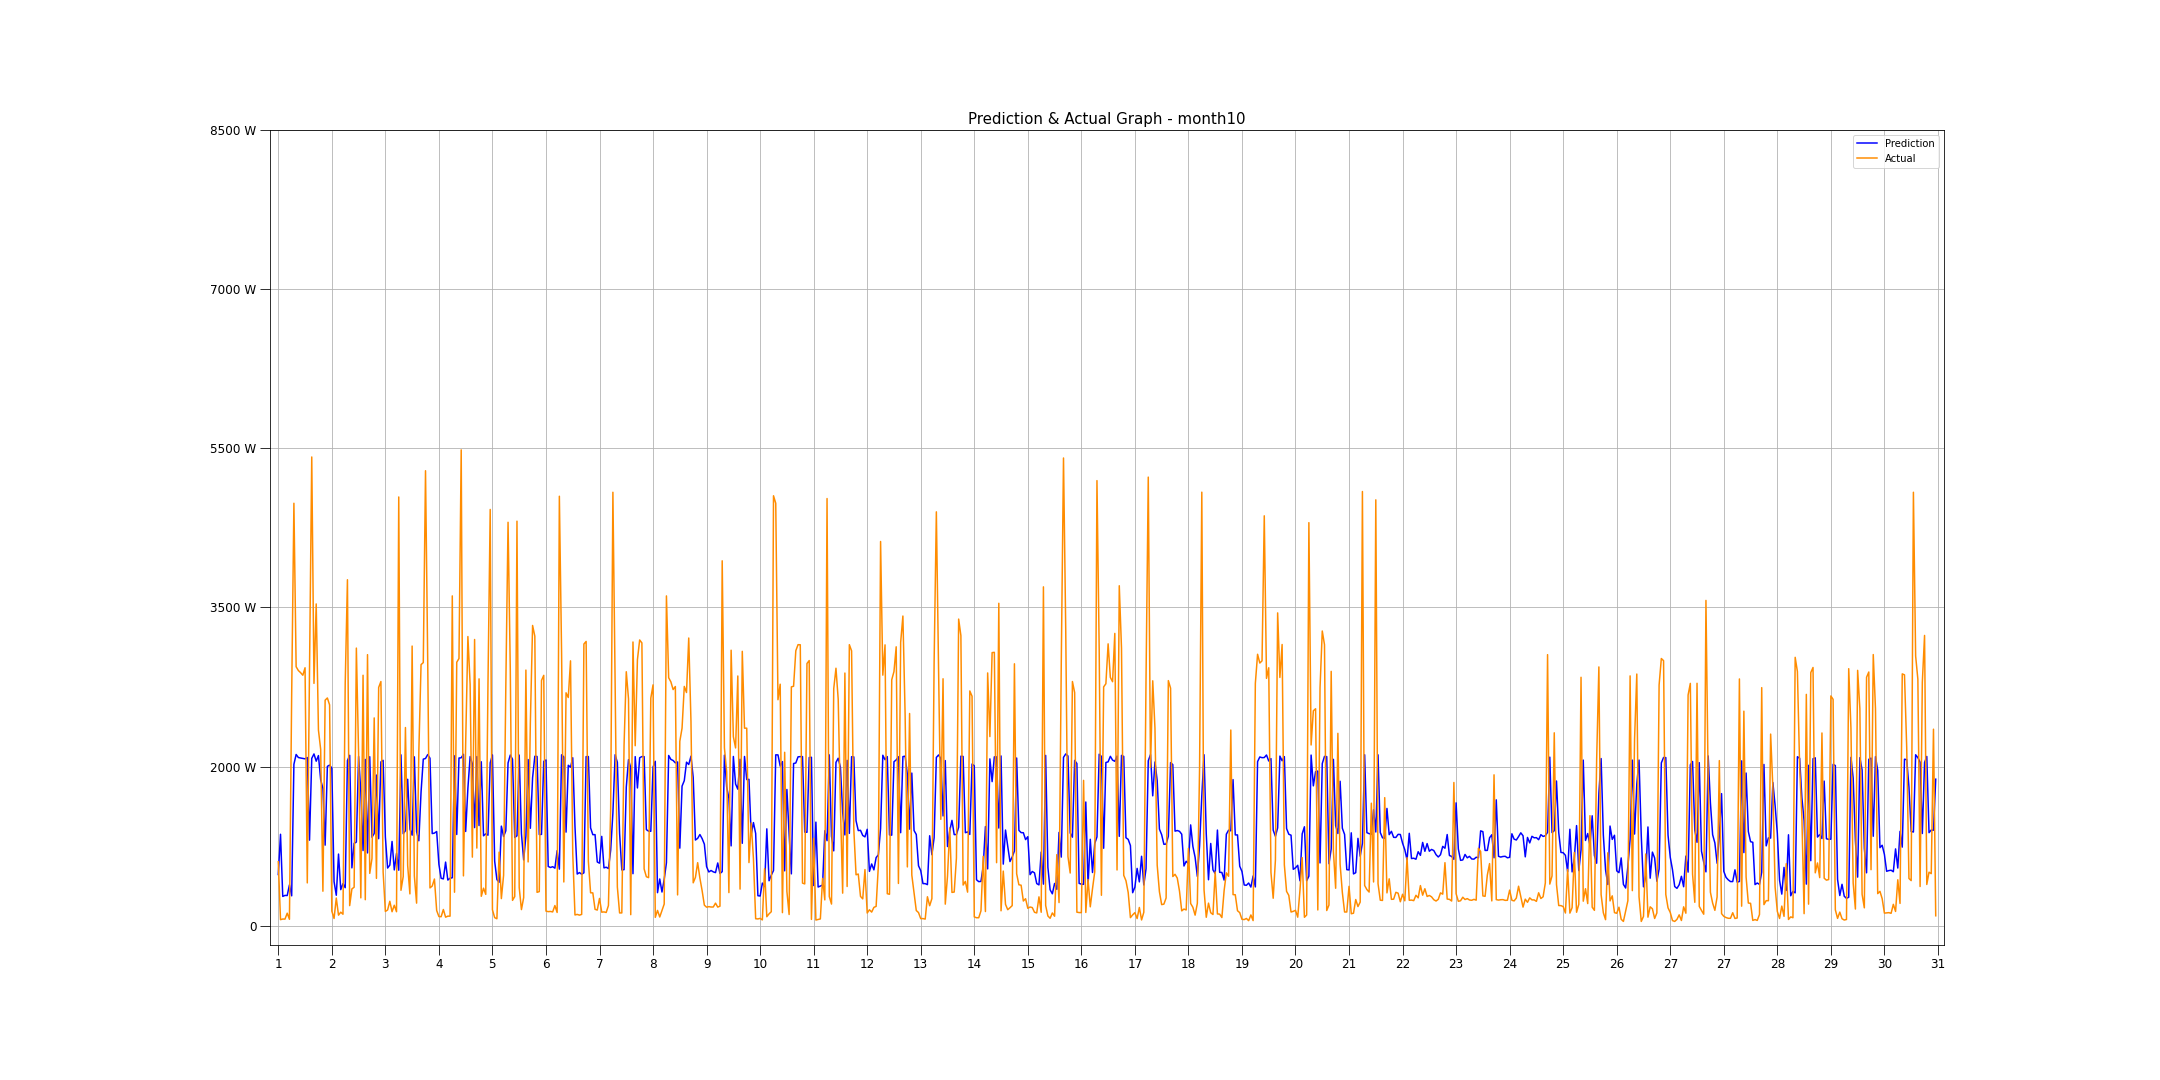 Prediction & Actual Graph - month10
8500 W
7000 W
5500 W
3500 W
2000 W
0
Prediction
Actual
1 2 3 4 5 6 7 8 9 10 11 12 13 14 15 16 17 18 19 20 21 22 23 24 25 26 27 27 28 29 30 31